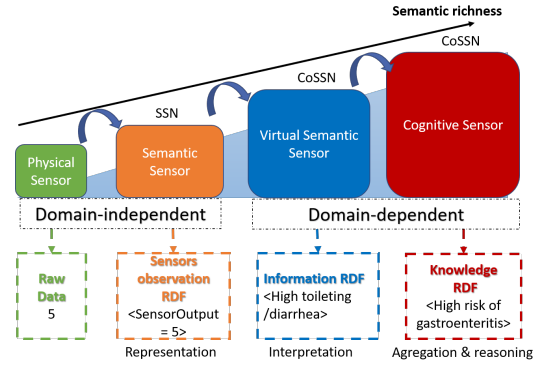 Semantic richness
CoSSN
CoSSN
SSN
Physical
Sensor
Semantic
Sensor
Virtual Semantic
Sensor
Cognitive Sensor
Domain-independent
Domain-dependent
Raw
Data
5
Sensors
observation
RDF
<SensorOutput
= 5>
Information RDF
<High toileting
/diarrhea>
Knowledge
RDF
<High risk of
gastroenteritis>
Representation
Interpretation
Agregation & reasoning